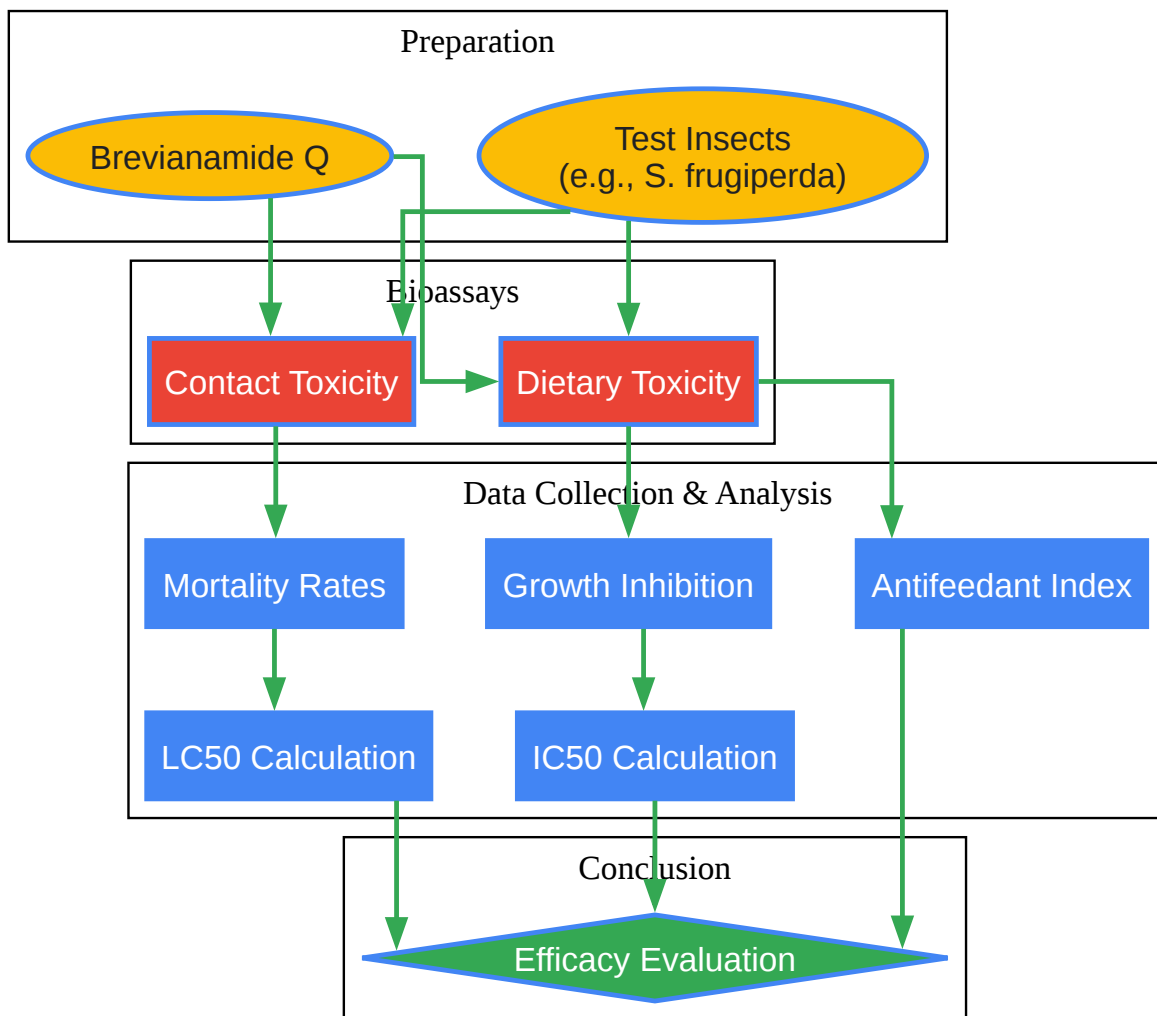 Preparation
Brevianamide Q
Test Insects
(e.g., S. frugiperda)
Bioassays
Contact Toxicity
Dietary Toxicity
Data Collection & Analysis
Mortality Rates
Growth Inhibition
Antifeedant Index
LC50 Calculation
IC50 Calculation
Conclusion
Efficacy Evaluation